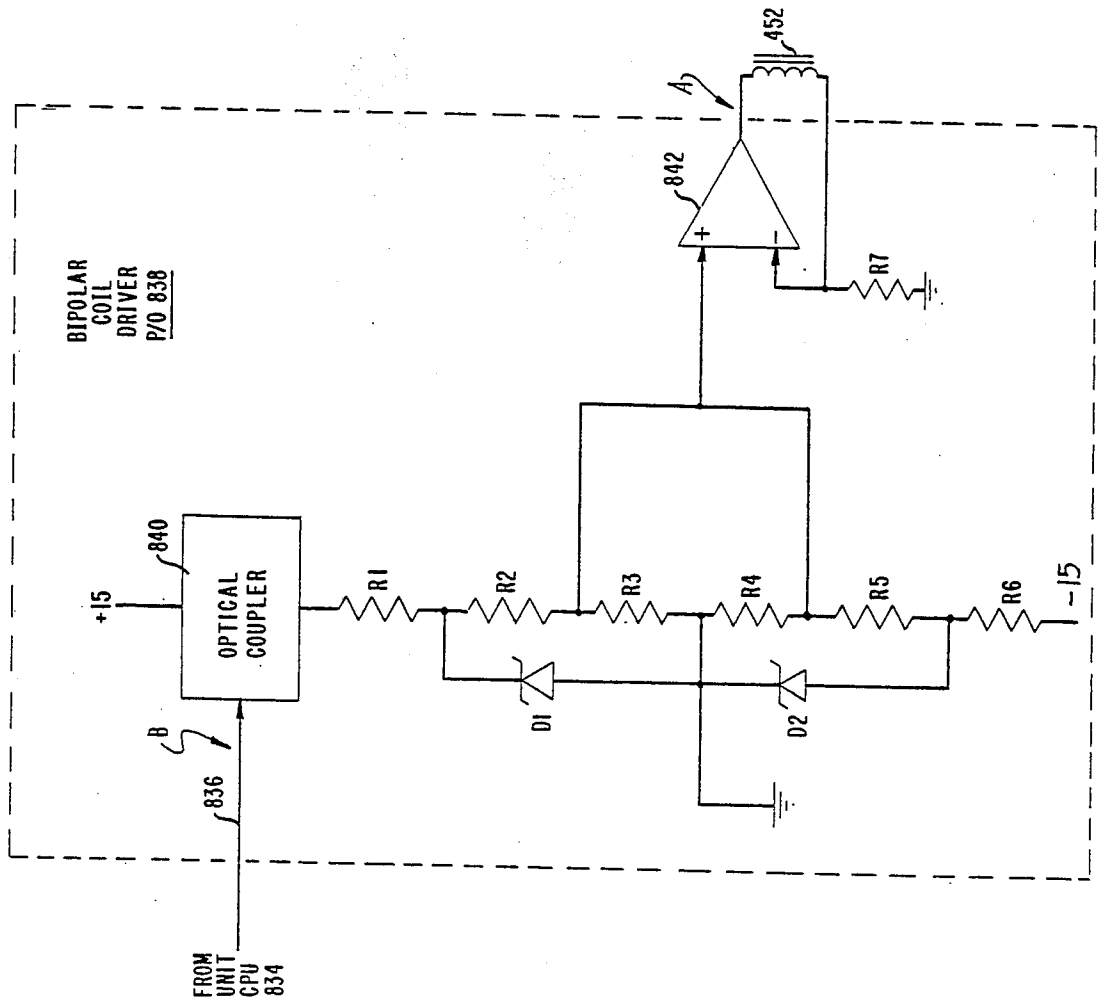 BIPOLAR
COIL
DRIVER
P/O 838
+15
840
OPTICAL
COUPLER
B
836
FROM
UNIT
CPU
834
R1
R2
R3
R4
R5
R6
-15
D1
D2
842
+
−
A
452
R7